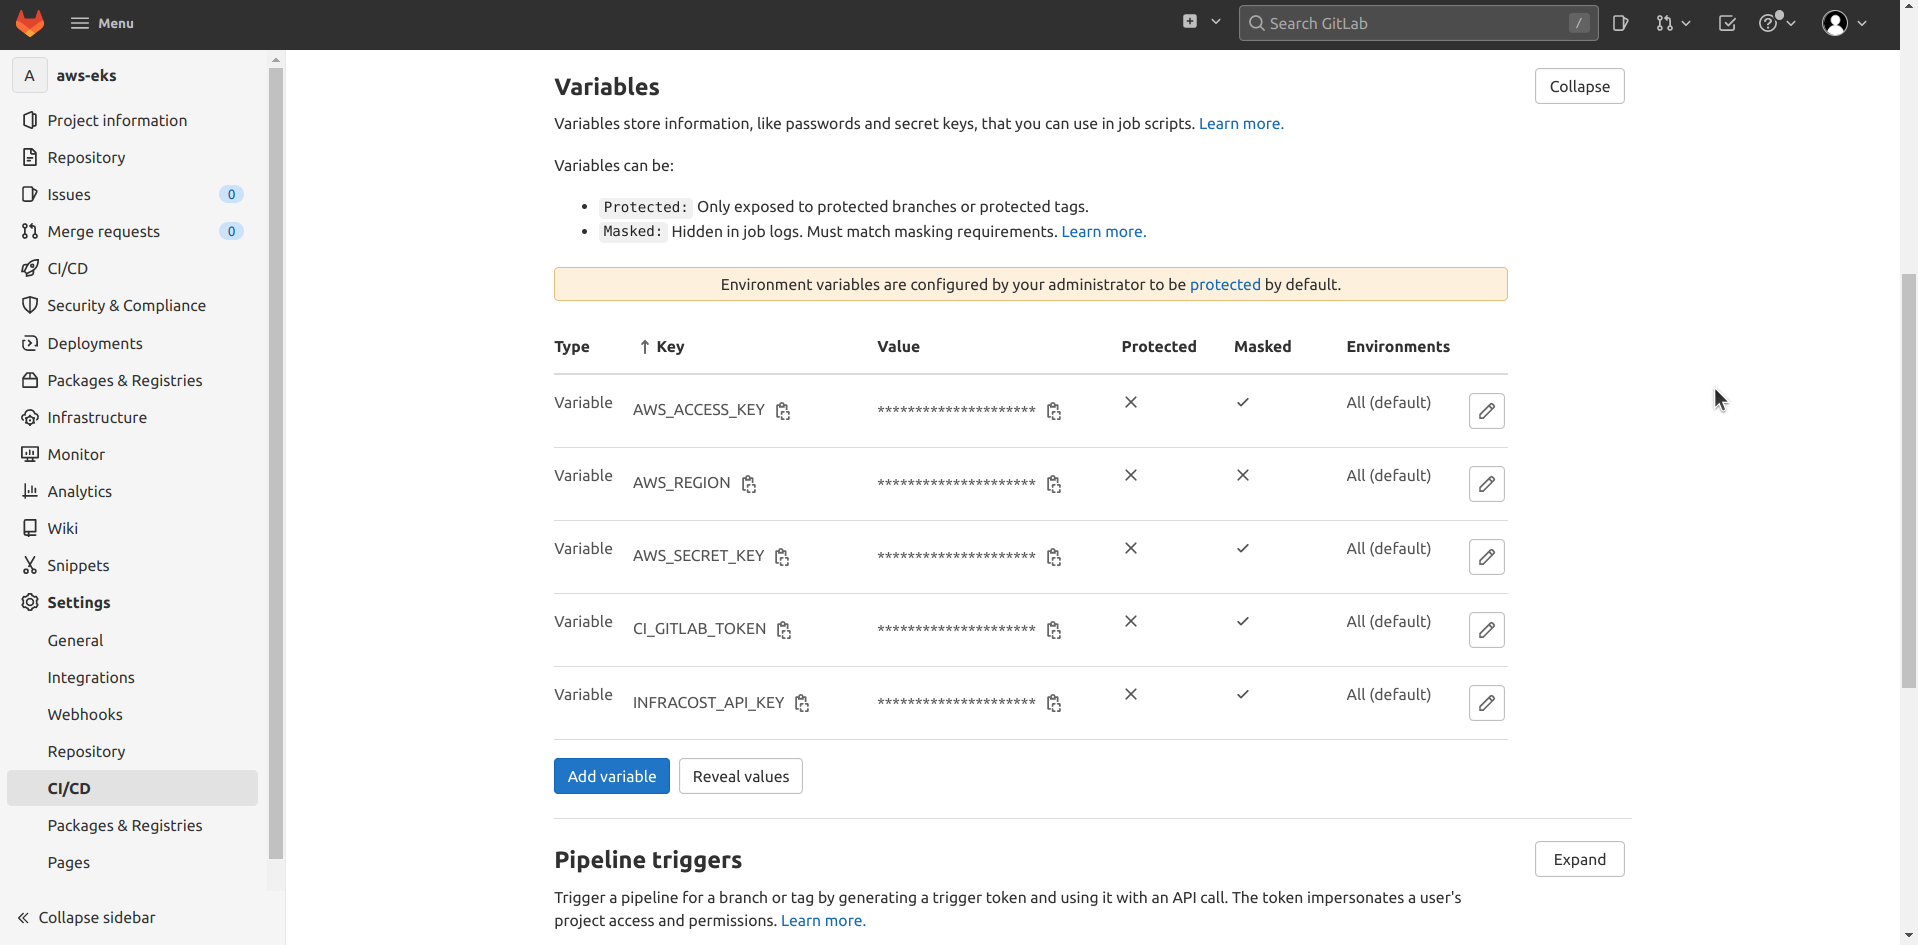 Menu
Search GitLab
/
A
aws-eks
Project information
Repository
Issues
0
Merge requests
0
CI/CD
Security & Compliance
Deployments
Packages & Registries
Infrastructure
Monitor
Analytics
Wiki
Snippets
Settings
General
Integrations
Webhooks
Repository
CI/CD
Packages & Registries
Pages
Collapse sidebar
Variables
Collapse
Variables store information, like passwords and secret keys, that you can use in job scripts. Learn more.
Variables can be:
• Protected: Only exposed to protected branches or protected tags.
• Masked: Hidden in job logs. Must match masking requirements. Learn more.
Environment variables are configured by your administrator to be protected by default.
Type ↑ Key Value Protected Masked Environments
Variable AWS_ACCESS_KEY ********************* All (default)
Variable AWS_REGION ********************* All (default)
Variable AWS_SECRET_KEY ********************* All (default)
Variable CI_GITLAB_TOKEN ********************* All (default)
Variable INFRACOST_API_KEY ********************* All (default)
Add variable
Reveal values
Pipeline triggers
Expand
Trigger a pipeline for a branch or tag by generating a trigger token and using it with an API call. The token impersonates a user's
project access and permissions. Learn more.